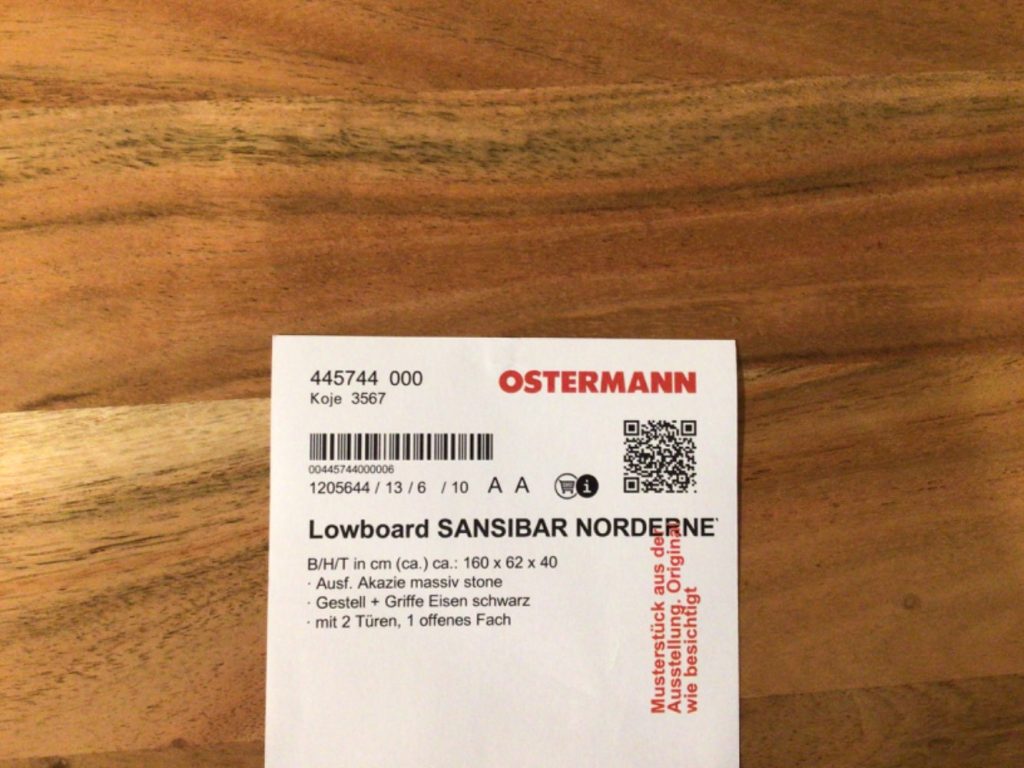 445744 000
OSTERMANN
Koje 3567
00445744000006
1205644 / 13 / 6 / 10 A A
i
Lowboard SANSIBAR NORDERNE
B/H/T in cm (ca.) ca.: 160 x 62 x 40
· Ausf. Akazie massiv stone
· Gestell + Griffe Eisen schwarz
· mit 2 Türen, 1 offenes Fach
Musterstück aus der
Ausstellung. Original
wie besichtigt